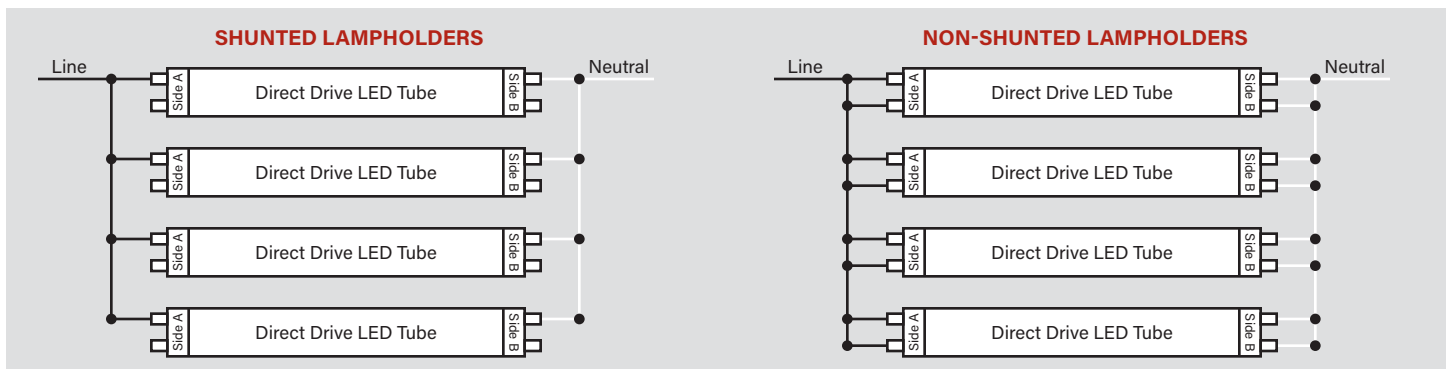 SHUNTED LAMPHOLDERS
Line
Neutral
Side A
Direct Drive LED Tube
Side B
Side A
Direct Drive LED Tube
Side B
Side A
Direct Drive LED Tube
Side B
Side A
Direct Drive LED Tube
Side B
NON-SHUNTED LAMPHOLDERS
Line
Neutral
Side A
Direct Drive LED Tube
Side B
Side A
Direct Drive LED Tube
Side B
Side A
Direct Drive LED Tube
Side B
Side A
Direct Drive LED Tube
Side B